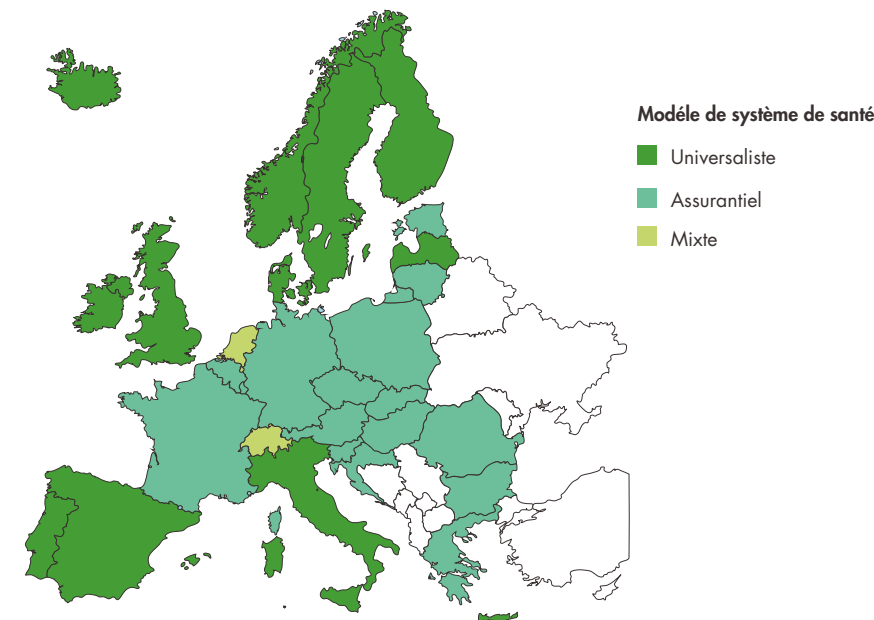 Modéle de système de santé
Universaliste
Assurantiel
Mixte